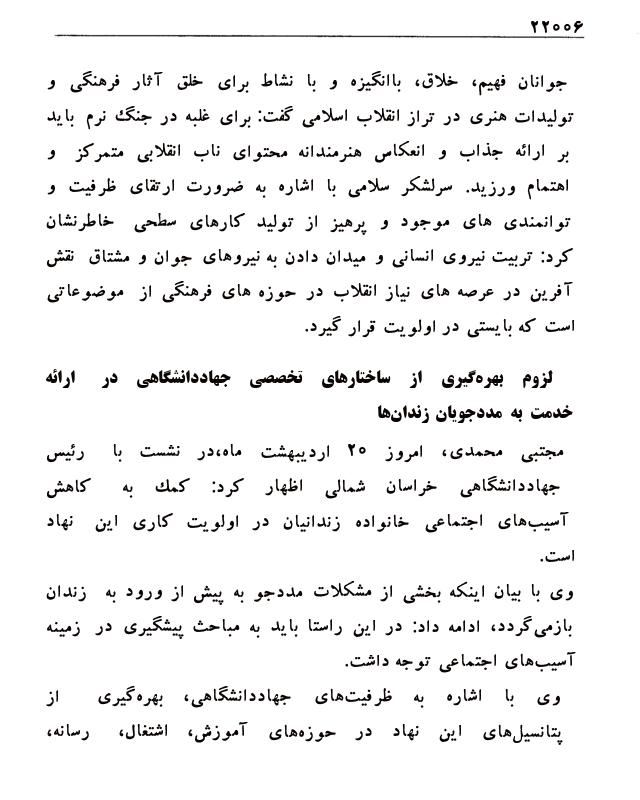 ۲۲۰۰۶
جوانان فهیم، خلاق، باانگیزه و با نشاط برای خلق آثار فرهنگی و
تولیدات هنری در تراز انقلاب اسلامی گفت: برای غلبه در جنگ نرم باید
بر ارائه جذاب و انعکاس هنرمندانه محتوای ناب انقلابی متمرکز و
اهتمام ورزید. سرلشکر سلامی با اشاره به ضرورت ارتقای ظرفیت و
توانمندی های موجود و پرهیز از تولید کارهای سطحی خاطرنشان
کرد: تربیت نیروی انسانی و میدان دادن به نیروهای جوان و مشتاق نقش
آفرین در عرصه های نیاز انقلاب در حوزه های فرهنگی از موضوعاتی
است که بایستی در اولویت قرار گیرد.
لزوم بهره‌گیری از ساختارهای تخصصی جهاددانشگاهی در ارائه
خدمت به مددجویان زندان‌ها
مجتبی محمدی، امروز ۲۰ اردیبهشت ماه،در نشست با رئیس
جهاددانشگاهی خراسان شمالی اظهار کرد: کمك به کاهش
آسیب‌های اجتماعی خانواده زندانیان در اولویت کاری این نهاد
است.
وی با بیان اینکه بخشی از مشکلات مددجو به پیش از ورود به زندان
بازمی‌گردد، ادامه داد: در این راستا باید به مباحث پیشگیری در زمینه
آسیب‌های اجتماعی توجه داشت.
وی با اشاره به ظرفیت‌های جهاددانشگاهی، بهره‌گیری از
پتانسیل‌های این نهاد در حوزه‌های آموزش، اشتغال، رسانه،